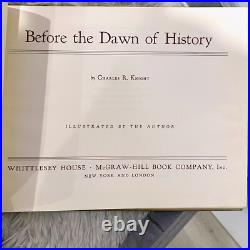 Before the Dawn of History
by Charles R. Knight
ILLUSTRATED BY THE AUTHOR
WHITTLESEY HOUSE · McGRAW-HILL BOOK COMPANY, Inc.
NEW YORK AND LONDON